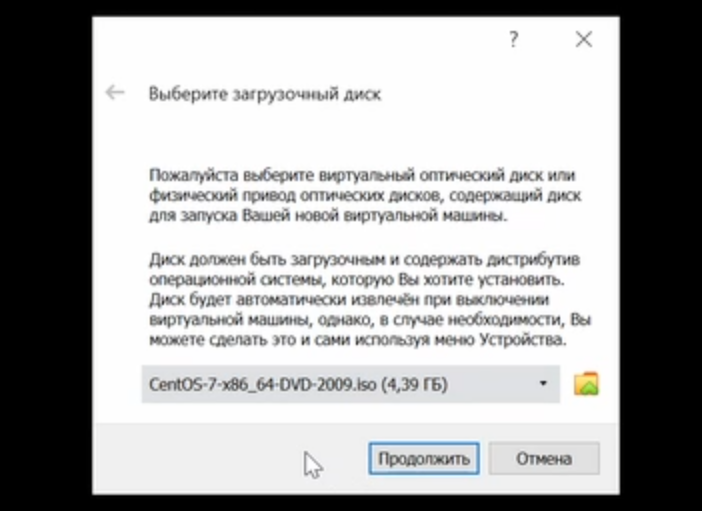 ?
Выберите загрузочный диск
Пожалуйста выберите виртуальный оптический диск или
физический привод оптических дисков, содержащий диск
для запуска Вашей новой виртуальной машины.
Диск должен быть загрузочным и содержать дистрибутив
операционной системы, которую Вы хотите установить.
Диск будет автоматически извлечён при выключении
виртуальной машины, однако, в случае необходимости, Вы
можете сделать это и сами используя меню Устройства.
CentOS-7-x86_64-DVD-2009.iso (4,39 ГБ)
Продолжить Отмена